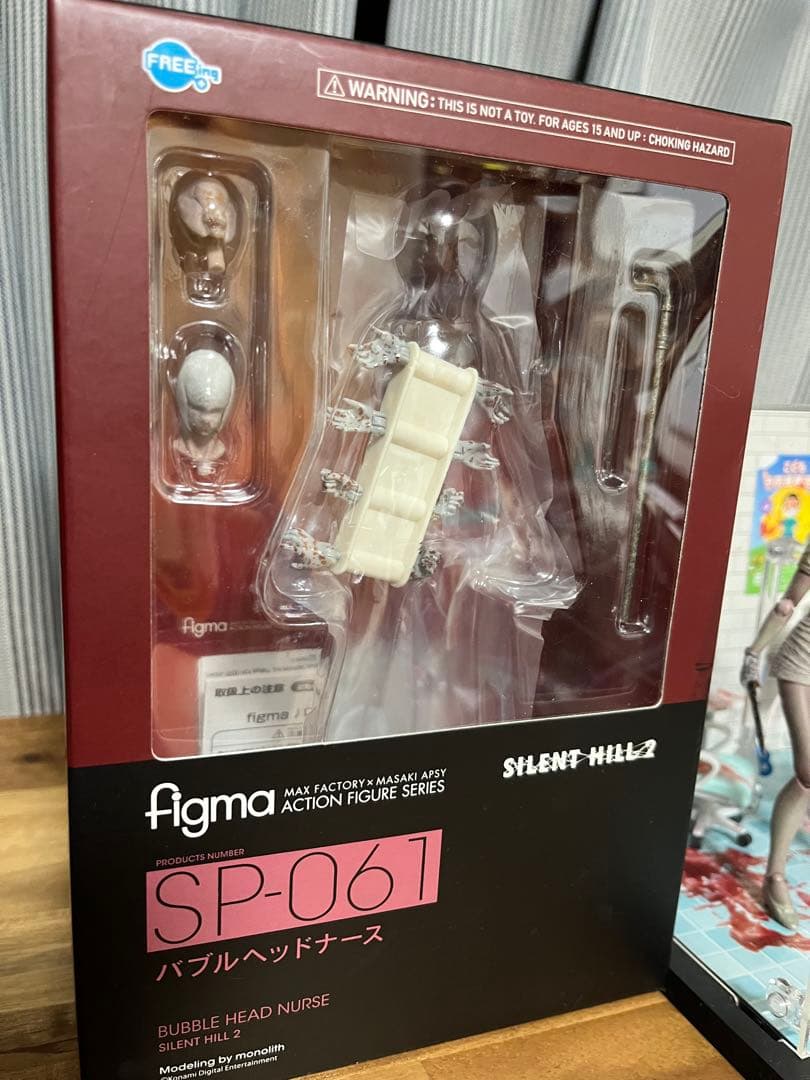 FREEing
⚠ WARNING: THIS IS NOT A TOY. FOR AGES 15 AND UP : CHOKING HAZARD
figma
取扱上の注意
figma
figma MAX FACTORY×MASAKI APSY
ACTION FIGURE SERIES
SILENT HILL 2
PRODUCTS NUMBER
SP-061
バブルヘッドナース
BUBBLE HEAD NURSE
SILENT HILL 2
Modeling by monolith
©Konami Digital Entertainment